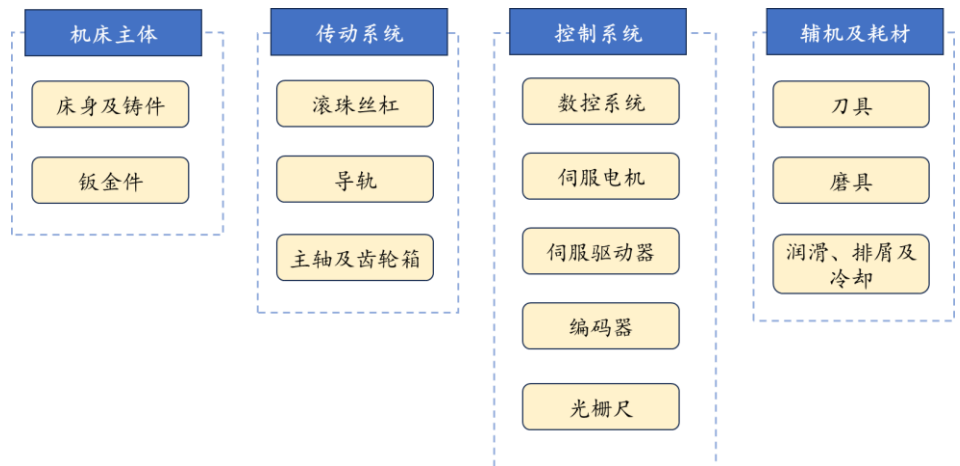 机床主体
床身及铸件
钣金件
传动系统
滚珠丝杠
导轨
主轴及齿轮箱
控制系统
数控系统
伺服电机
伺服驱动器
编码器
光栅尺
辅机及耗材
刀具
磨具
润滑、排屑及
冷却